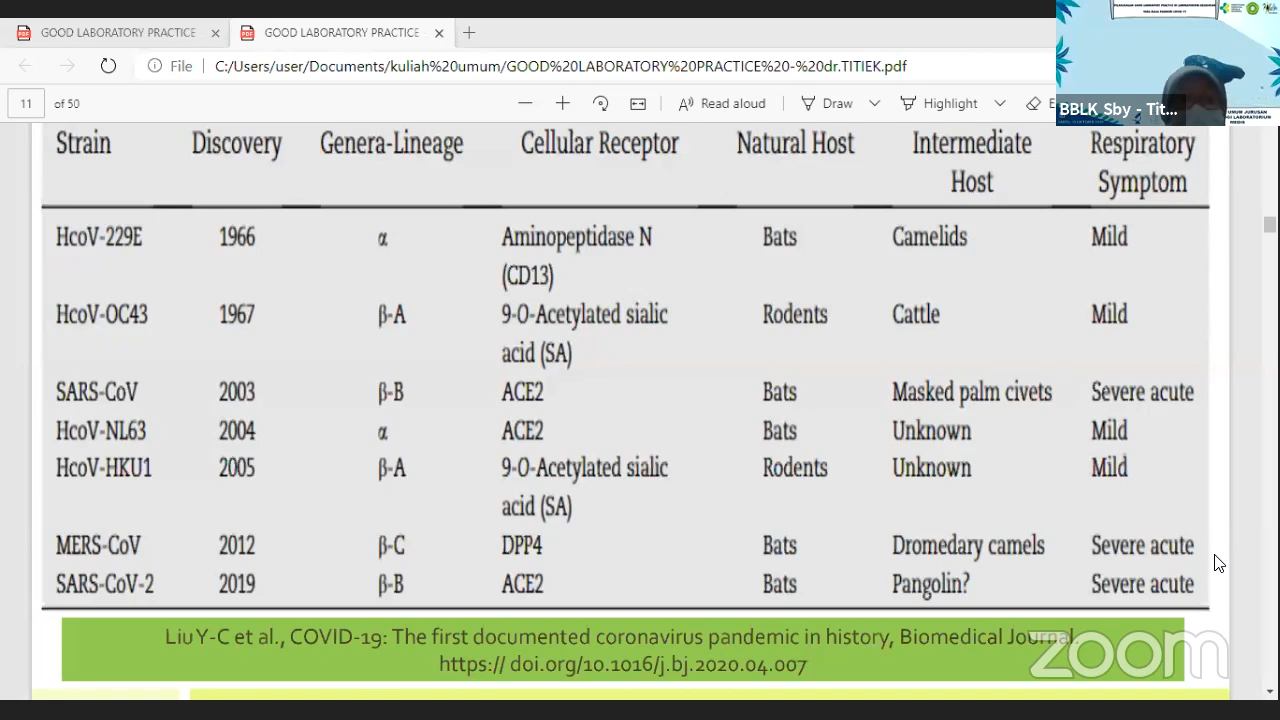 GOOD LABORATORY PRACTICE
GOOD LABORATORY PRACTICE
File
C:/Users/user/Documents/kuliah%20umum/GOOD%20LABORATORY%20PRACTICE%20-%20dr.TITIEK.pdf
11 of 50
Read aloud
Draw
Highlight
E
BBLK Sby - Tit...
Strain Discovery Genera-Lineage Cellular Receptor Natural Host Intermediate Host Respiratory Symptom
HcoV-229E 1966 α Aminopeptidase N (CD13) Bats Camelids Mild
HcoV-OC43 1967 β-A 9-O-Acetylated sialic acid (SA) Rodents Cattle Mild
SARS-CoV 2003 β-B ACE2 Bats Masked palm civets Severe acute
HcoV-NL63 2004 α ACE2 Bats Unknown Mild
HcoV-HKU1 2005 β-A 9-O-Acetylated sialic acid (SA) Rodents Unknown Mild
MERS-CoV 2012 β-C DPP4 Bats Dromedary camels Severe acute
SARS-CoV-2 2019 β-B ACE2 Bats Pangolin? Severe acute
Liu Y-C et al., COVID-19: The first documented coronavirus pandemic in history, Biomedical Journal
https:// doi.org/10.1016/j.bj.2020.04.007
zoom